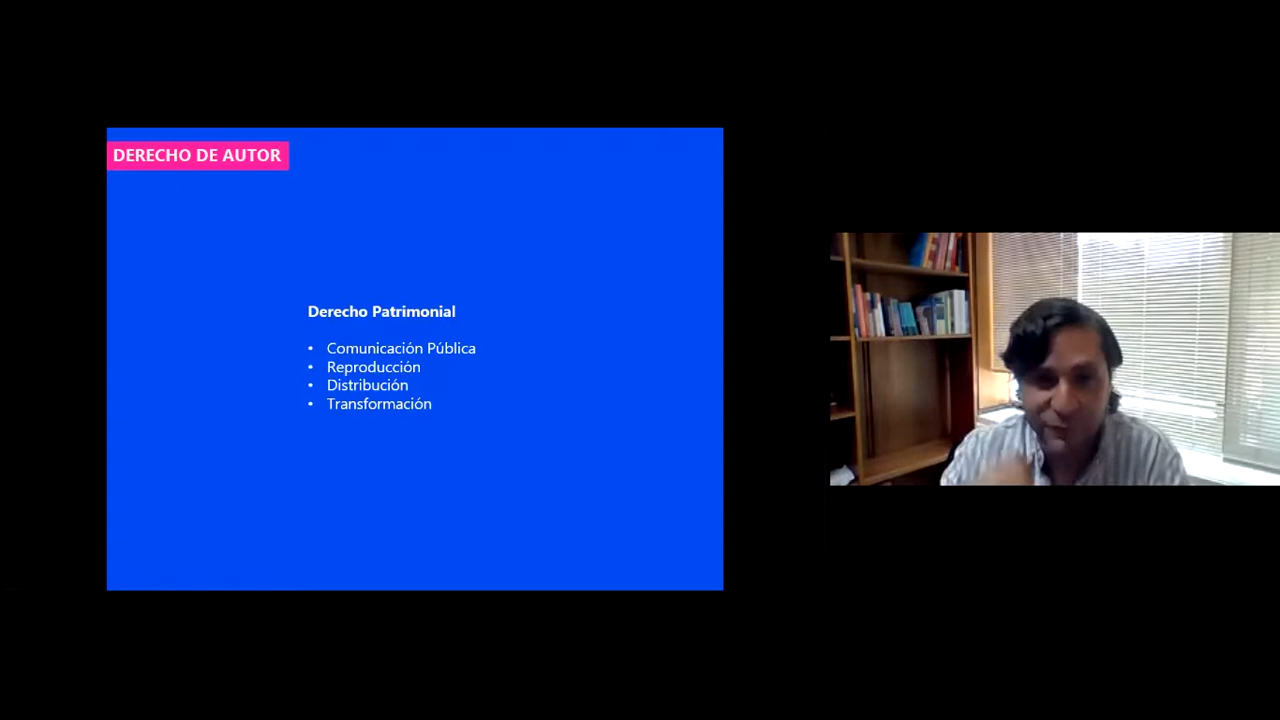 DERECHO DE AUTOR
Derecho Patrimonial
• Comunicación Pública
• Reproducción
• Distribución
• Transformación